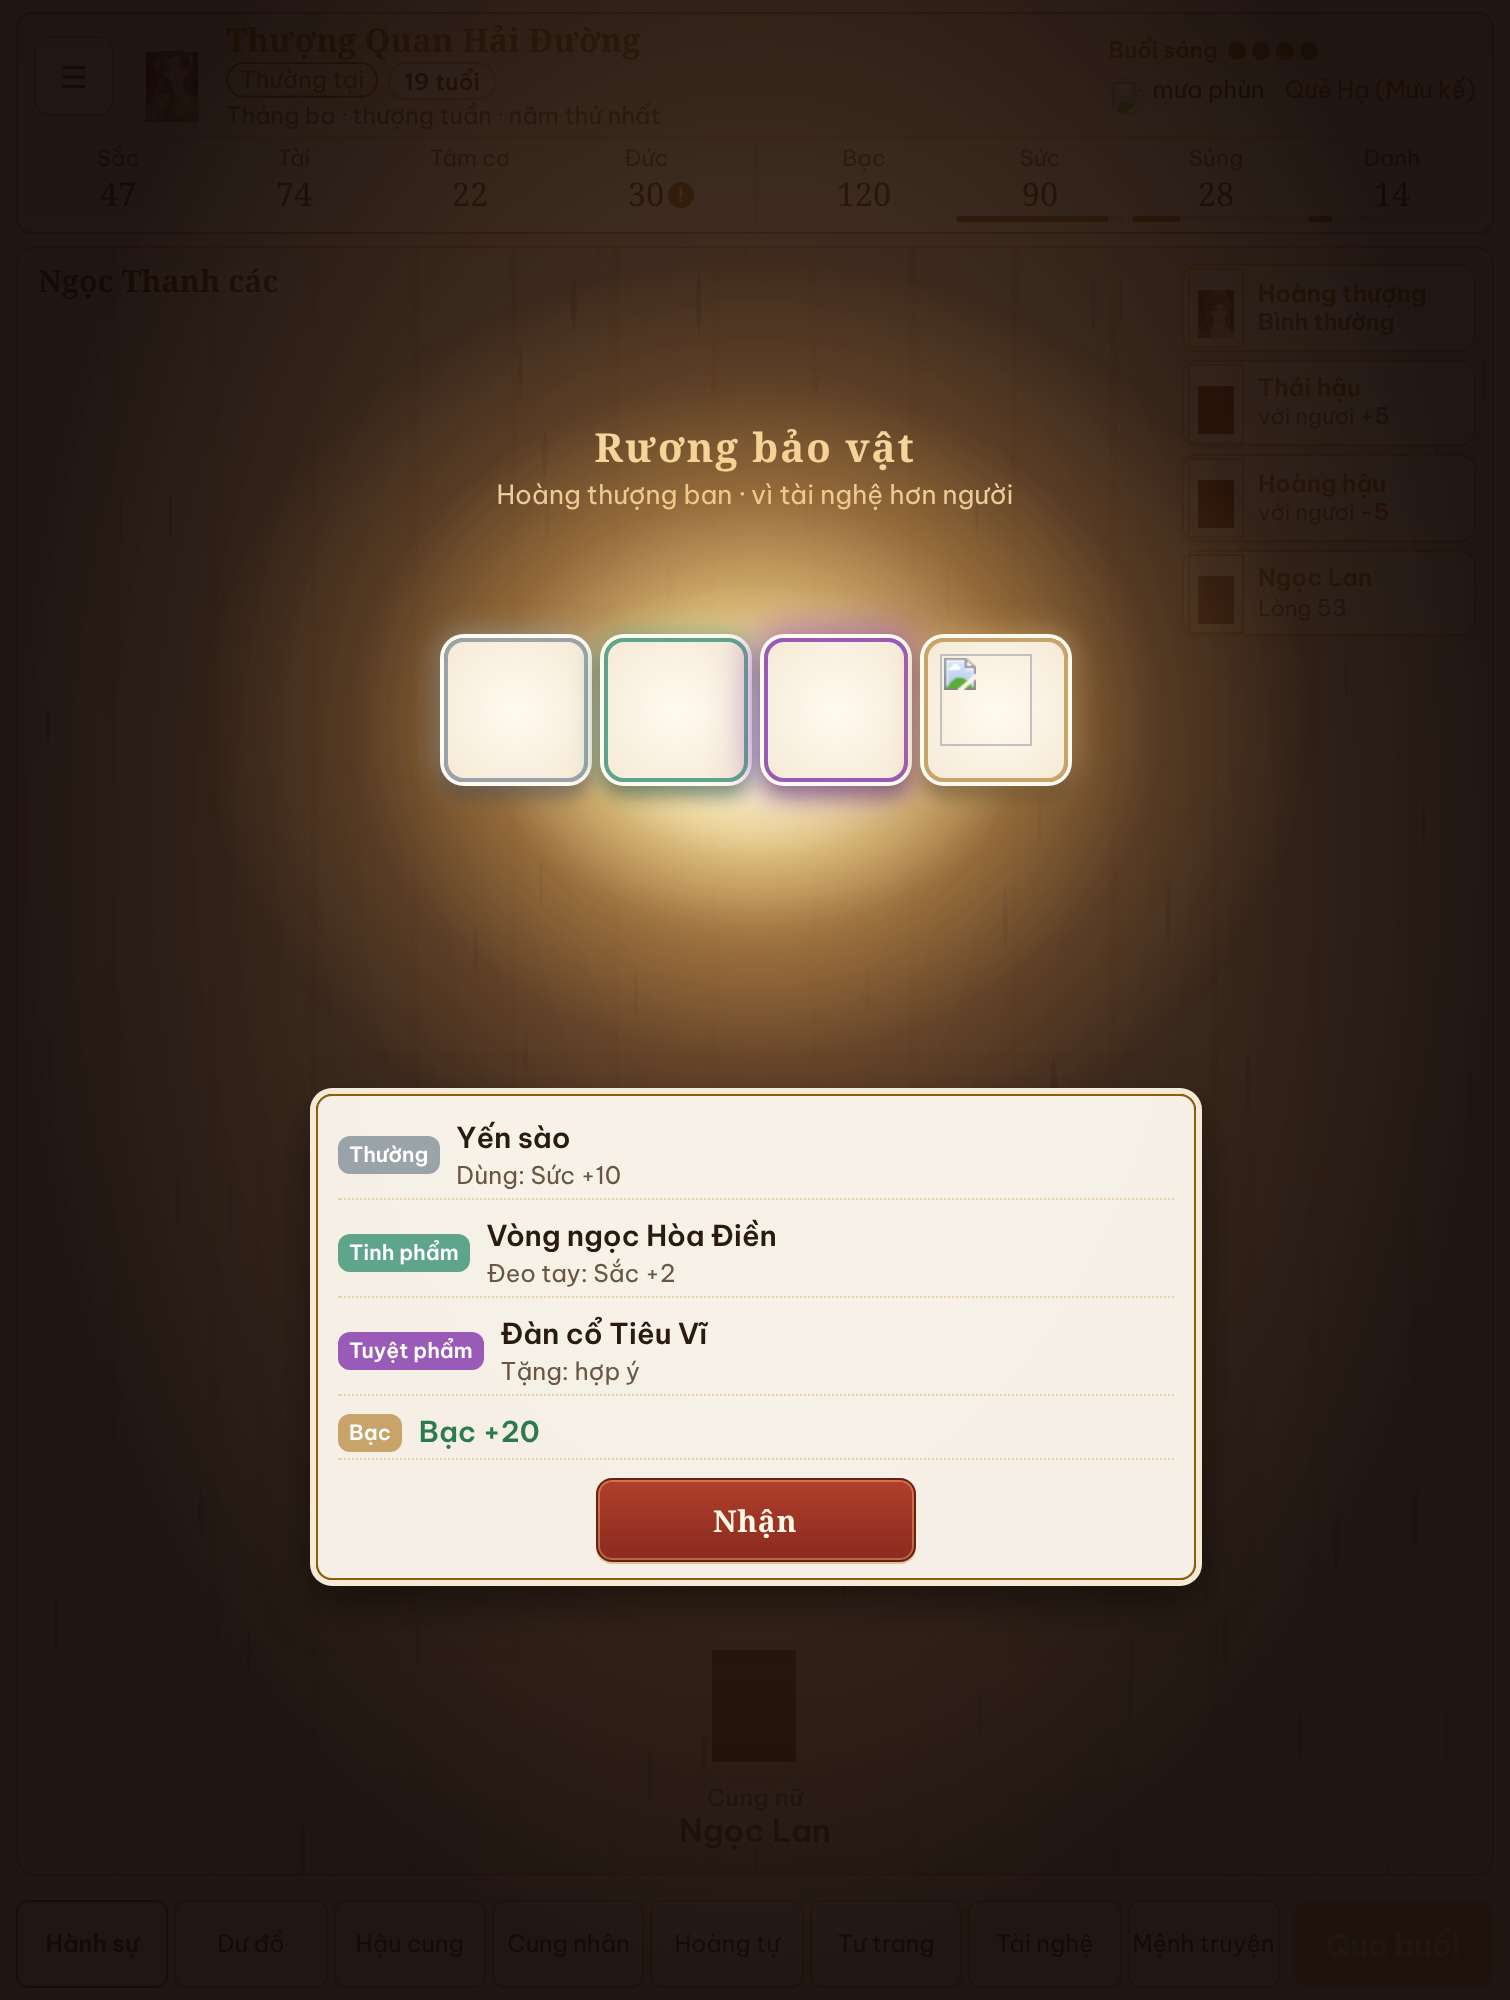 ☰
Thượng Quan Hải Đường
Thường tại
19 tuổi
Tháng ba · thượng tuần · năm thứ nhất
Buổi sáng
mưa phùn Quẻ Hạ (Mưu kế)
Sắc Tài Tâm cơ Đức Bạc Sức Sủng Danh
47 74 22 30 ! 120 90 28 14
Ngọc Thanh các
Hoàng thượng
Bình thường
Thái hậu
với ngươi +5
Hoàng hậu
với ngươi -5
Ngọc Lan
Lòng 53
Rương bảo vật
Hoàng thượng ban · vì tài nghệ hơn người
Thường
Yến sào
Dùng: Sức +10
Tinh phẩm
Vòng ngọc Hòa Điền
Đeo tay: Sắc +2
Tuyệt phẩm
Đàn cổ Tiêu Vĩ
Tặng: hợp ý
Bạc
Bạc +20
Nhận
Cung nữ
Ngọc Lan
Hành sự Dư đồ Hậu cung Cung nhân Hoàng tự Tư trang Tài nghệ Mệnh truyện Qua buổi